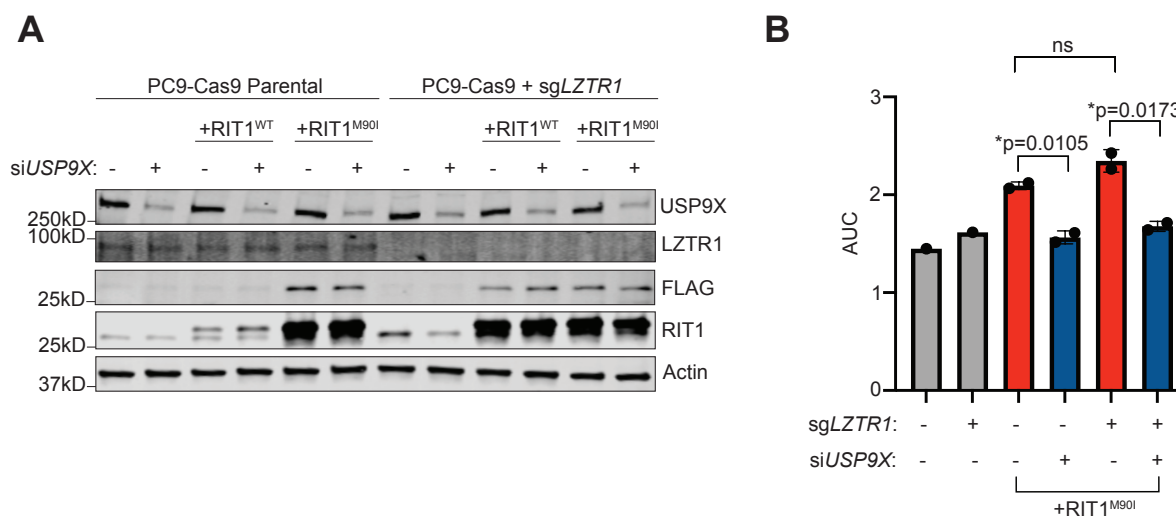 A
PC9-Cas9 Parental
PC9-Cas9 + sgLZTR1
+RIT1ᵂᵀ
+RIT1ᴹ⁹⁰ᴵ
+RIT1ᵂᵀ
+RIT1ᴹ⁹⁰ᴵ
siUSP9X: - + - + - + - + - + - +
250kD
USP9X
100kD
LZTR1
25kD
FLAG
25kD
RIT1
37kD
Actin
B
ns
*p=0.0173
*p=0.0105
AUC
3
2
1
0
sgLZTR1: - + - - + +
siUSP9X: - - - + - +
+RIT1ᴹ⁹⁰ᴵ